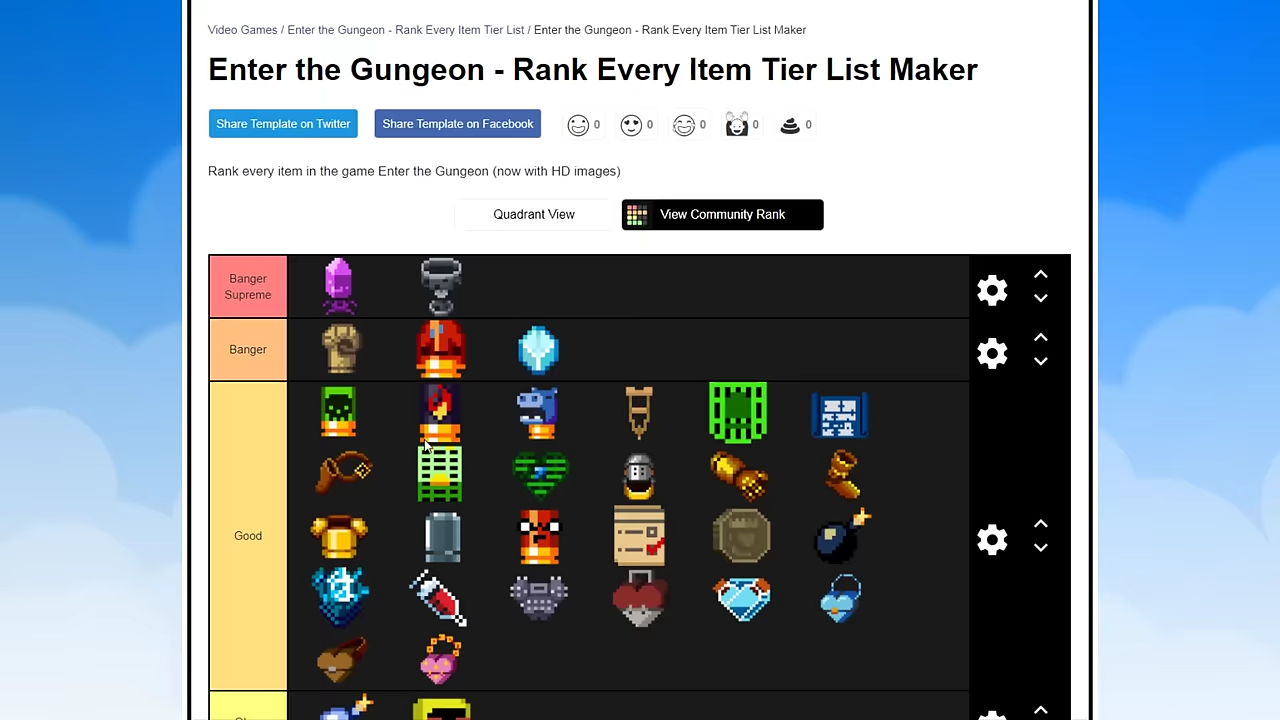 Video Games / Enter the Gungeon - Rank Every Item Tier List / Enter the Gungeon - Rank Every Item Tier List Maker
Enter the Gungeon - Rank Every Item Tier List Maker
Share Template on Twitter
Share Template on Facebook
0
0
0
0
0
Rank every item in the game Enter the Gungeon (now with HD images)
Quadrant View
View Community Rank
Banger
Supreme
Banger
Good